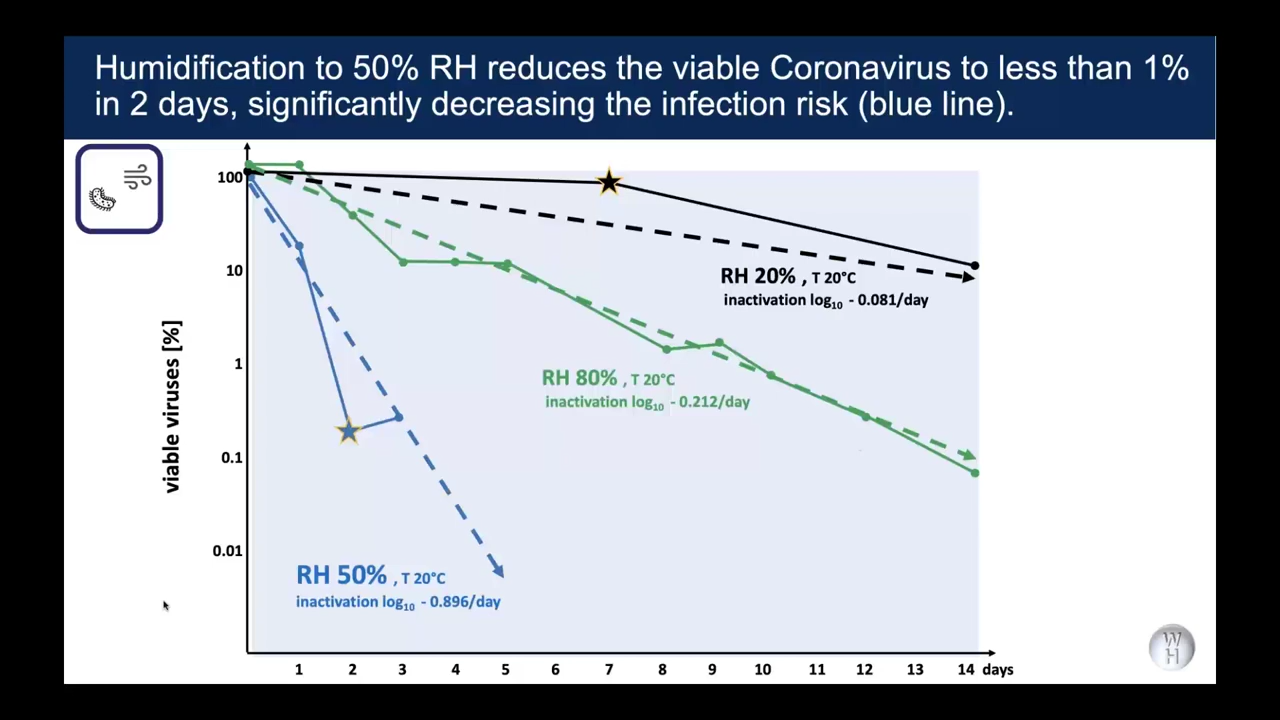 Humidification to 50% RH reduces the viable Coronavirus to less than 1%
in 2 days, significantly decreasing the infection risk (blue line).
viable viruses [%]
100
10
1
0.1
0.01
RH 20% , T 20°C
inactivation log₁₀ - 0.081/day
RH 80% , T 20°C
inactivation log₁₀ - 0.212/day
RH 50% , T 20°C
inactivation log₁₀ - 0.896/day
1 2 3 4 5 6 7 8 9 10 11 12 13 14 days
W
H